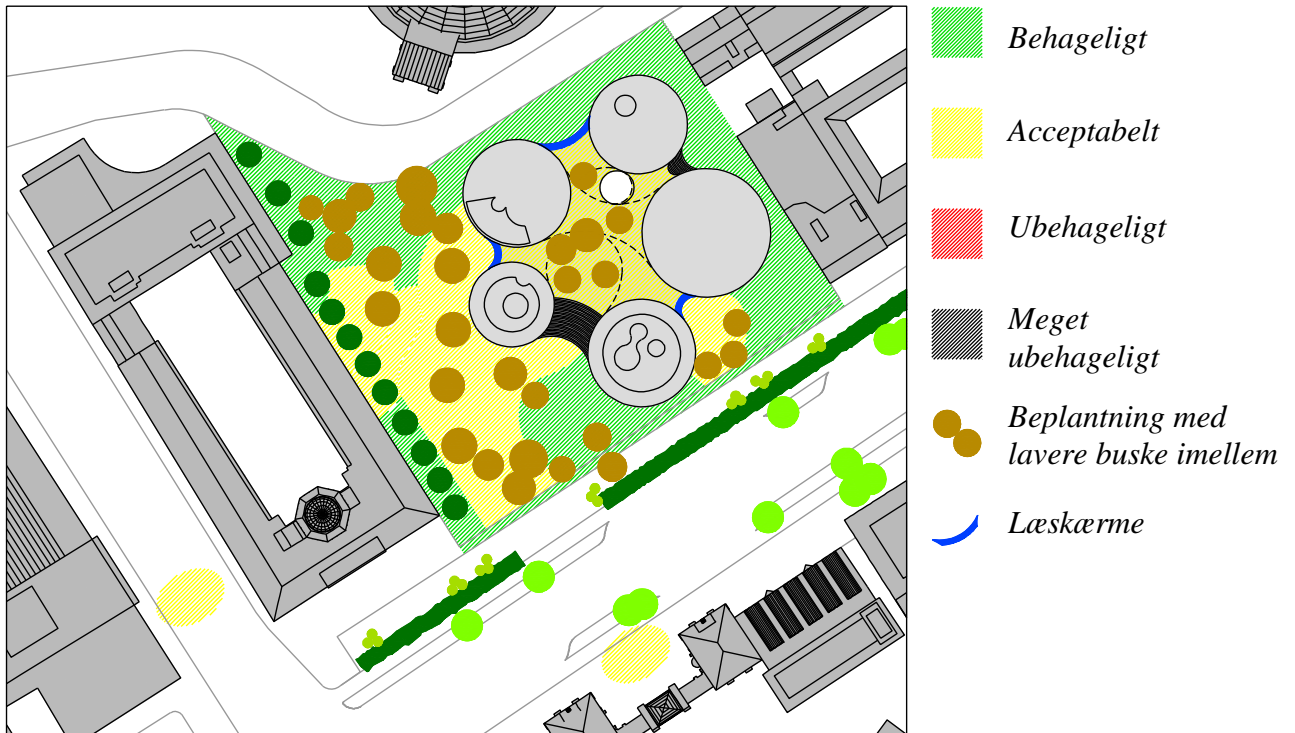 Behageligt
Acceptabelt
Ubehageligt
Meget
ubehageligt
Beplantning med
lavere buske imellem
Læskærme